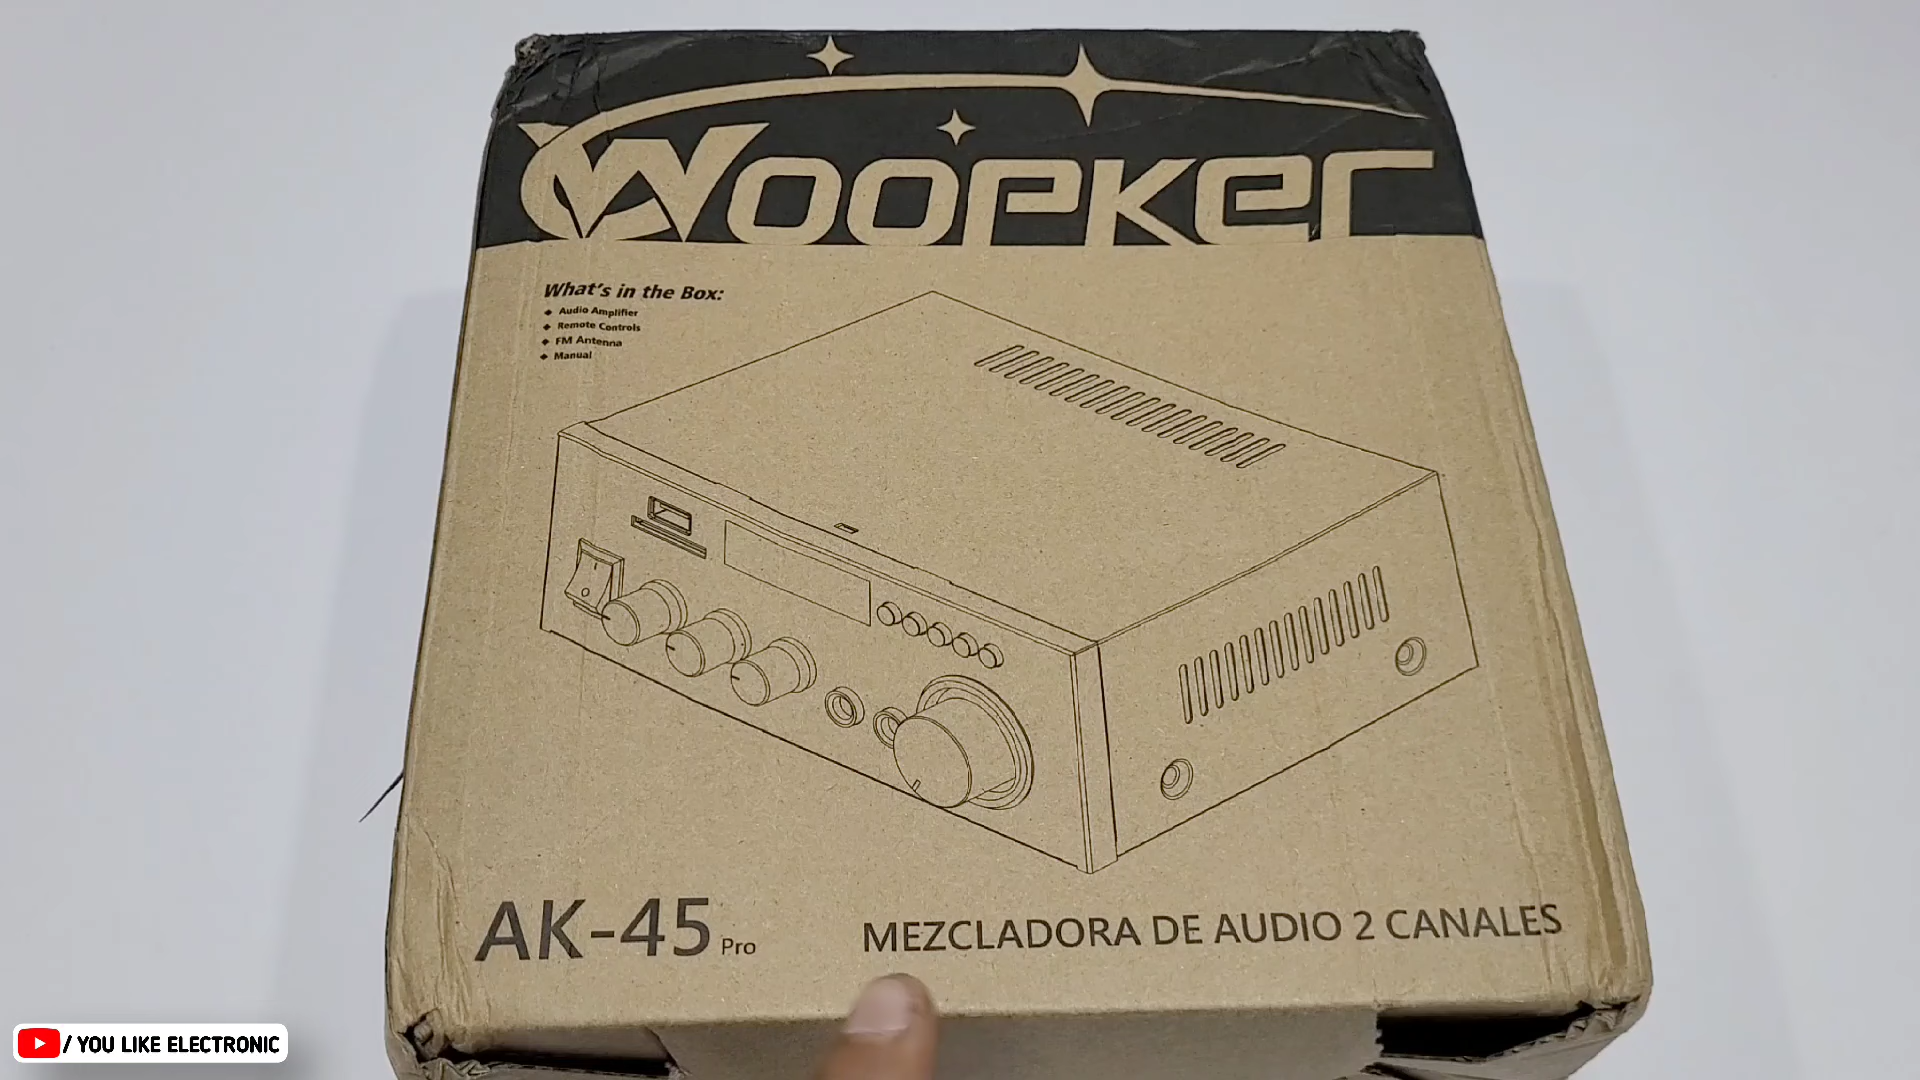 Woopker
What's in the Box:
◆ Audio Amplifier
◆ Remote Controls
◆ FM Antenna
◆ Manual
AK-45 Pro
MEZCLADORA DE AUDIO 2 CANALES
/ YOU LIKE ELECTRONIC